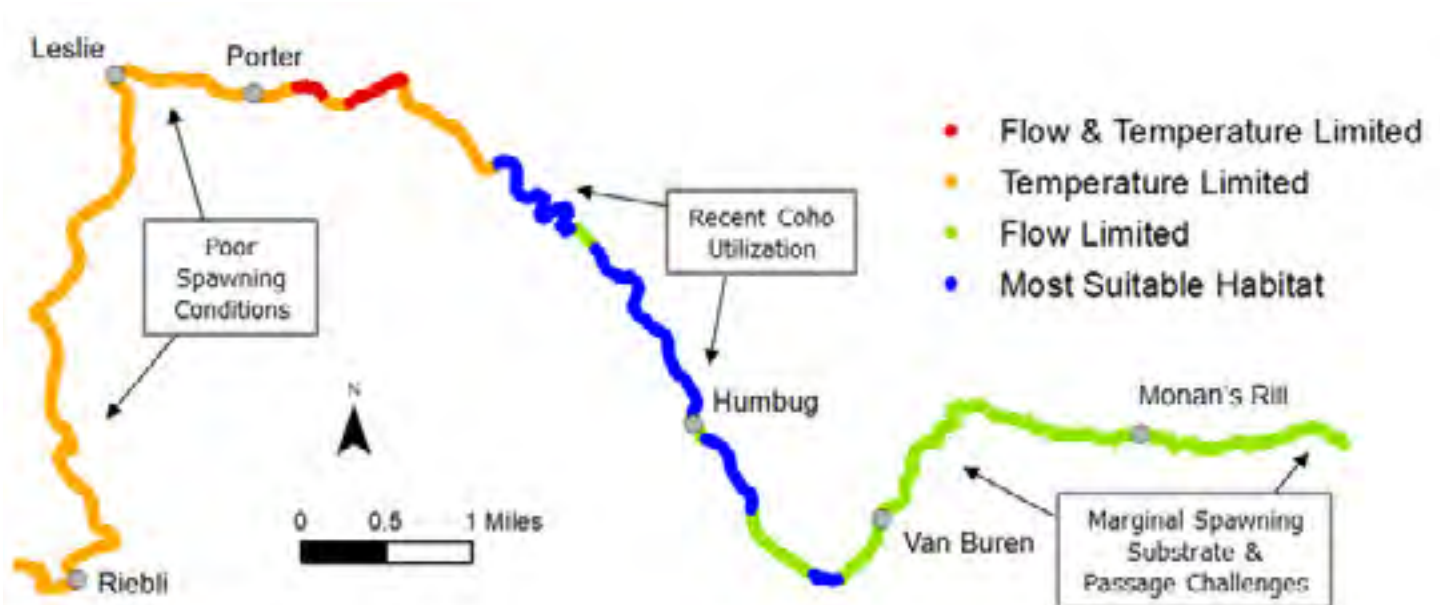 Leslie
Porter
Flow & Temperature Limited
Temperature Limited
Flow Limited
Most Suitable Habitat
Recent Coho
Utilization
Poor
Spawning
Conditions
N
Humbug
Monan's Rill
0 0.5 1 Miles
Van Buren
Marginal Spawning
Substrate &
Passage Challenges
Riebli